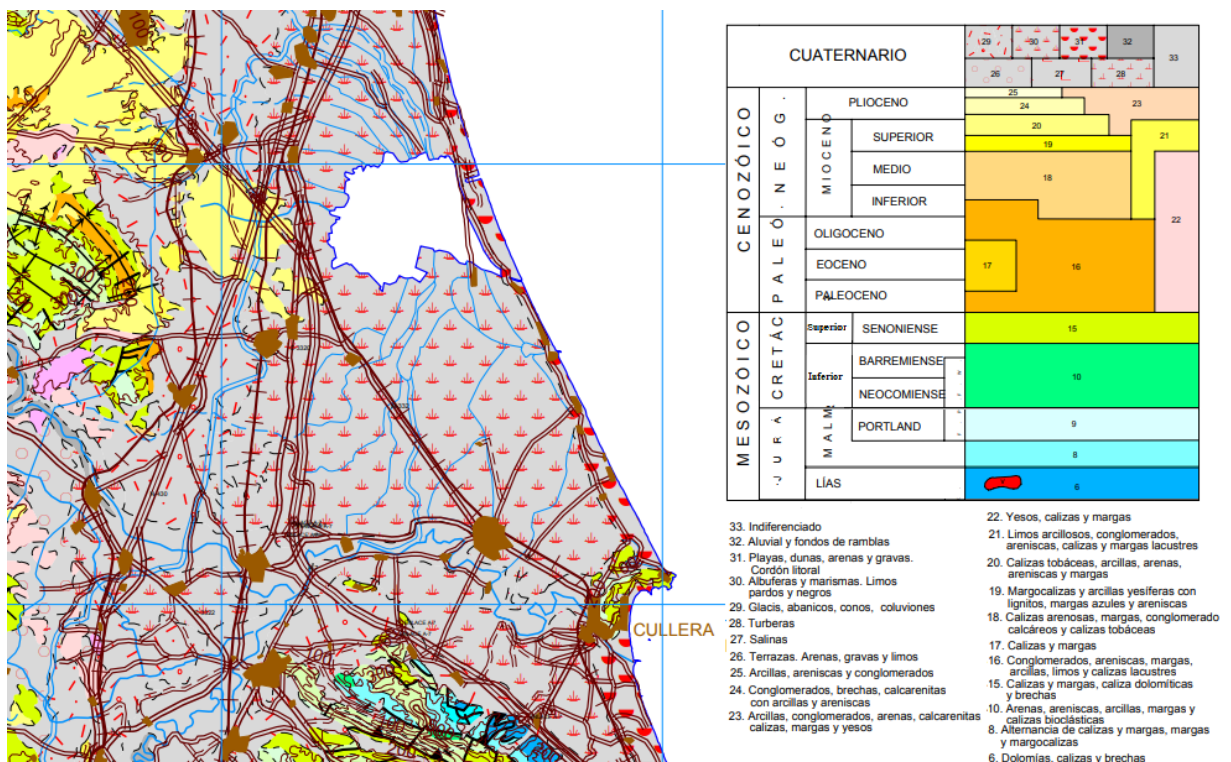 100
300
N-332
N-430
CULLERA
100
200
CUATERNARIO
29
30
31
32
33
26
27
28
CENOZÓICO
PALEÓ.
NEÓG.
PLIOCENO
MIOCENO
SUPERIOR
MEDIO
INFERIOR
OLIGOCENO
EOCENO
PALEOCENO
25
24
23
20
21
19
18
22
17
16
MESOZÓICO
CRETÁC
JURÁ
Superior
SENONIENSE
15
Inferior
BARREMIENSE
NEOCOMIENSE
10
MALM
PORTLAND
9
8
LÍAS
6
33. Indiferenciado
32. Aluvial y fondos de ramblas
31. Playas, dunas, arenas y gravas.
Cordón litoral
30. Albuferas y marismas. Limos
pardos y negros
29. Glacis, abanicos, conos, coluviones
28. Turberas
27. Salinas
26. Terrazas. Arenas, gravas y limos
25. Arcillas, areniscas y conglomerados
24. Conglomerados, brechas, calcarenitas
con arcillas y areniscas
23. Arcillas, conglomerados, arenas, calcarenitas
calizas, margas y yesos
22. Yesos, calizas y margas
21. Limos arcillosos, conglomerados,
areniscas, calizas y margas lacustres
20. Calizas tobáceas, arcillas, arenas,
areniscas y margas
19. Margocalizas y arcillas yesíferas con
lignitos, margas azules y areniscas
18. Calizas arenosas, margas, conglomerado
calcáreos y calizas tobáceas
17. Calizas y margas
16. Conglomerados, areniscas, margas,
arcillas, limos y calizas lacustres
15. Calizas y margas, caliza dolomíticas
y brechas
10. Arenas, areniscas, arcillas, margas y
calizas bioclásticas
8. Alternancia de calizas y margas, margas
y margocalizas
6. Dolomías, calizas y brechas